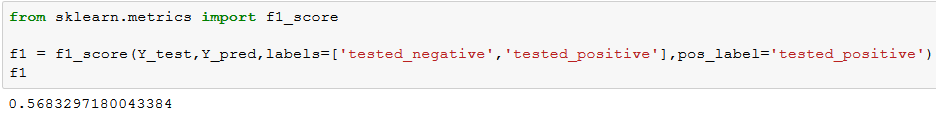 from sklearn.metrics import f1_score
f1 = f1_score(Y_test,Y_pred,labels=['tested_negative','tested_positive'],pos_label='tested_positive')
f1
0.5683297180043384